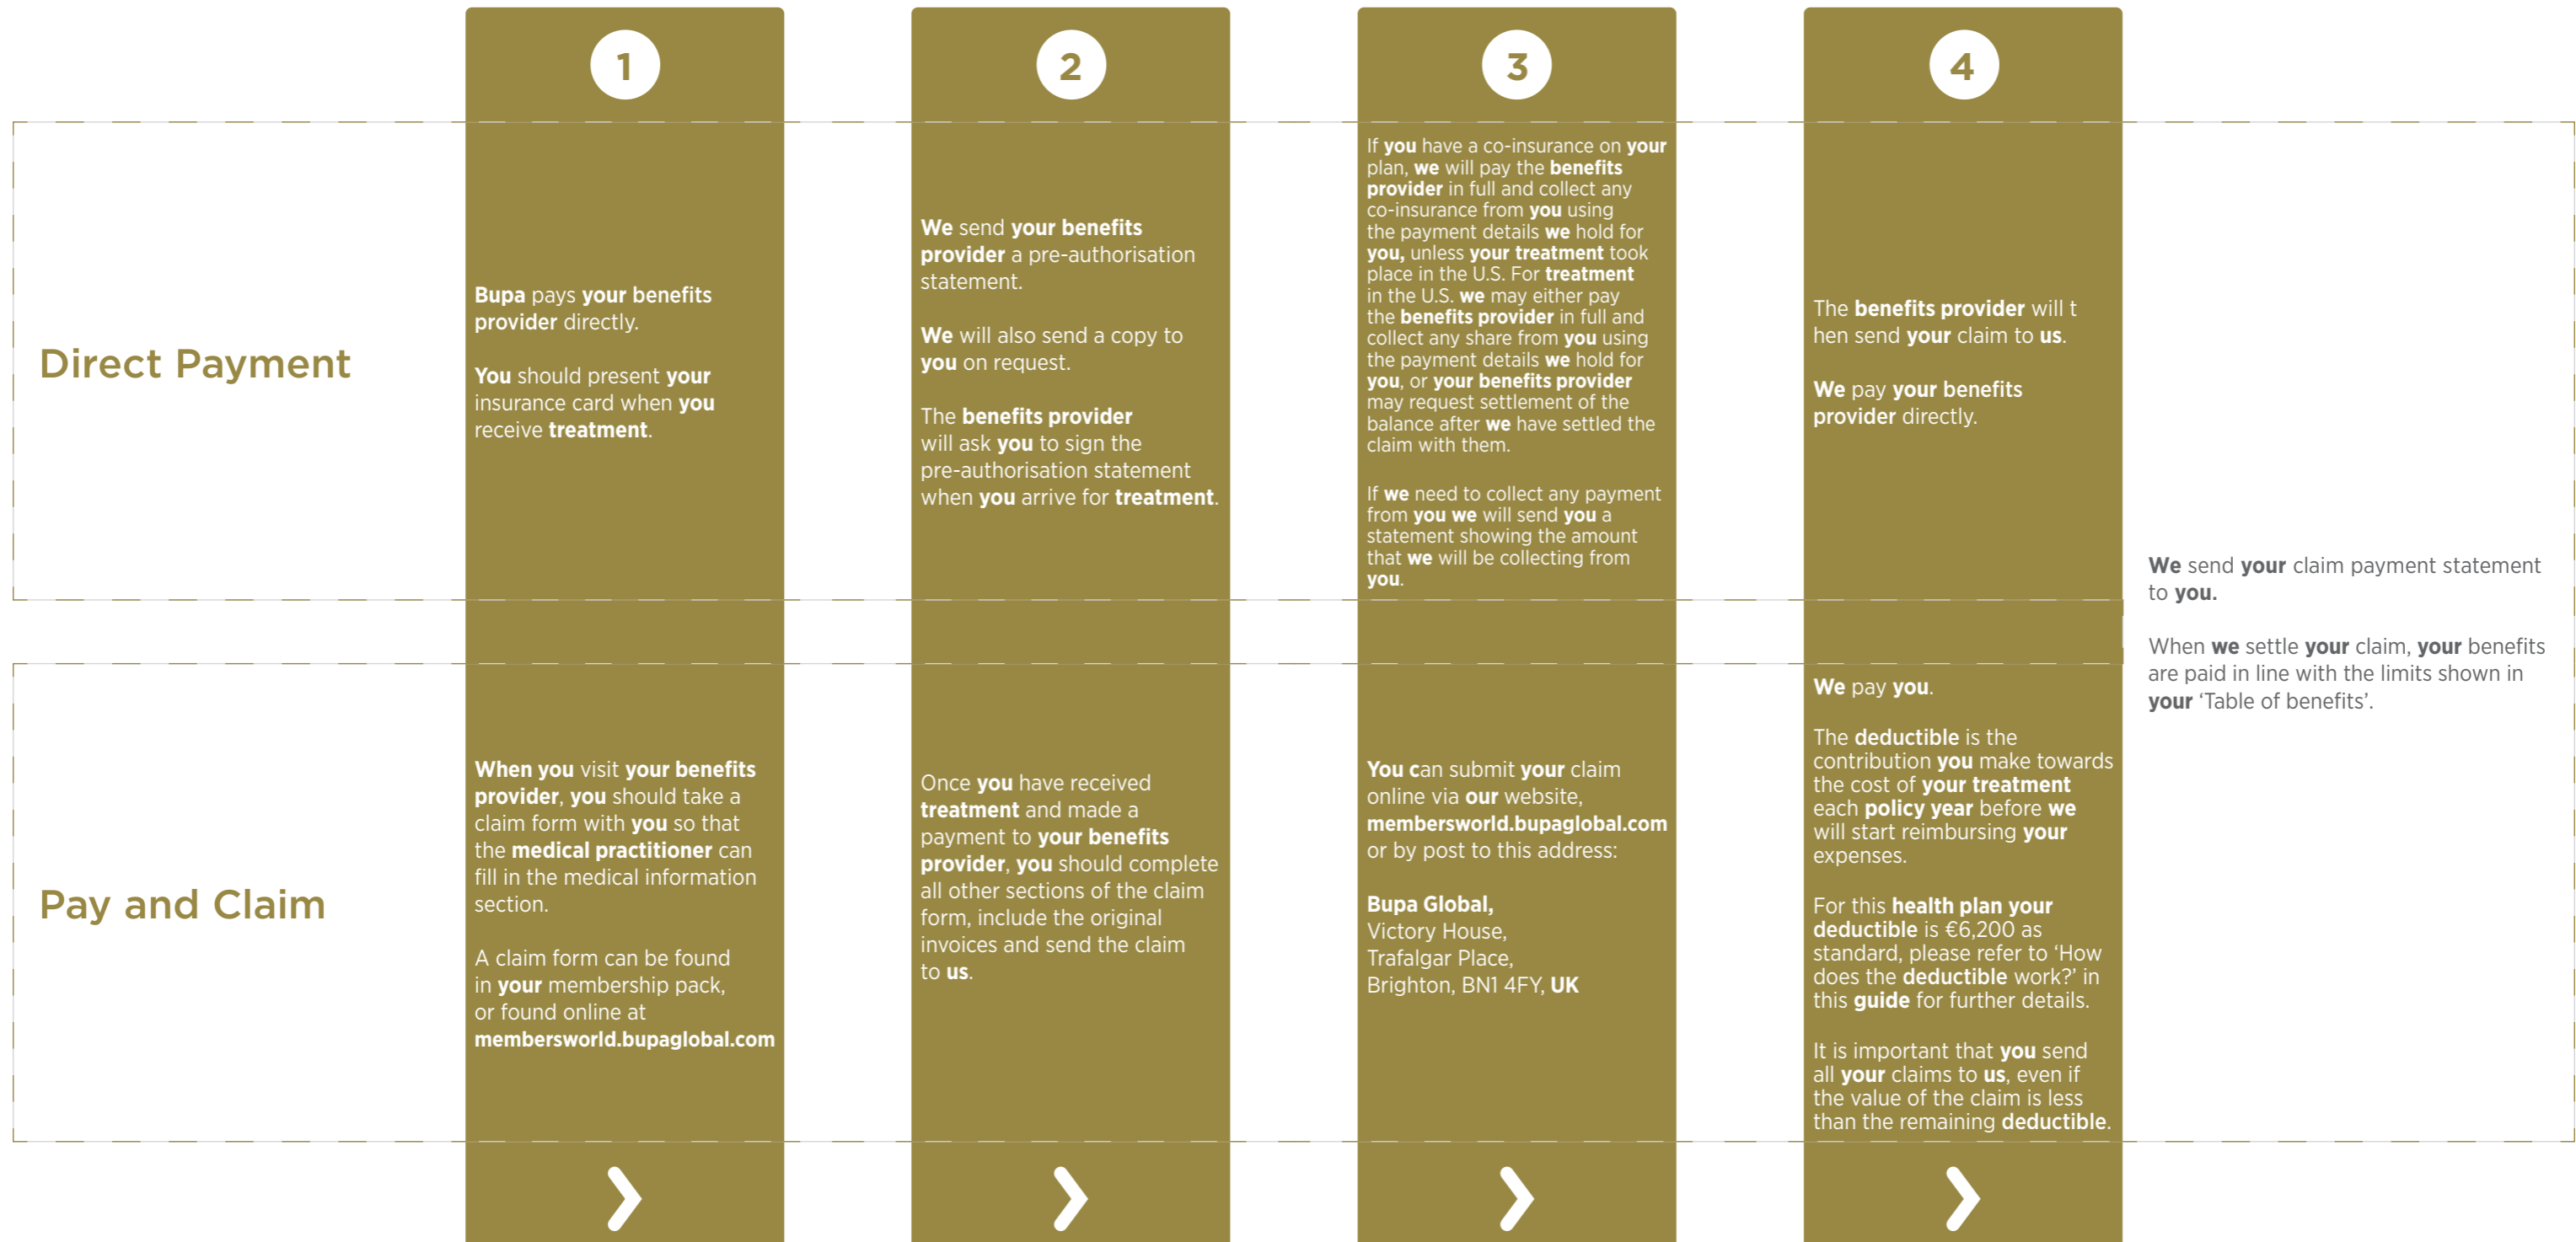 1
2
3
4
Direct Payment
Bupa pays your benefits
provider directly.
You should present your
insurance card when you
receive treatment.
We send your benefits
provider a pre-authorisation
statement.
We will also send a copy to
you on request.
The benefits provider
will ask you to sign the
pre-authorisation statement
when you arrive for treatment.
If you have a co-insurance on your
plan, we will pay the benefits
provider in full and collect any
co-insurance from you using
the payment details we hold for
you, unless your treatment took
place in the U.S. For treatment
in the U.S. we may either pay
the benefits provider in full and
collect any share from you using
the payment details we hold for
you, or your benefits provider
may request settlement of the
balance after we have settled the
claim with them.
If we need to collect any payment
from you we will send you a
statement showing the amount
that we will be collecting from
you.
The benefits provider will t
hen send your claim to us.
We pay your benefits
provider directly.
Pay and Claim
When you visit your benefits
provider, you should take a
claim form with you so that
the medical practitioner can
fill in the medical information
section.
A claim form can be found
in your membership pack,
or found online at
membersworld.bupaglobal.com
Once you have received
treatment and made a
payment to your benefits
provider, you should complete
all other sections of the claim
form, include the original
invoices and send the claim
to us.
You can submit your claim
online via our website,
membersworld.bupaglobal.com
or by post to this address:
Bupa Global,
Victory House,
Trafalgar Place,
Brighton, BN1 4FY, UK
We pay you.
The deductible is the
contribution you make towards
the cost of your treatment
each policy year before we
will start reimbursing your
expenses.
For this health plan your
deductible is €6,200 as
standard, please refer to ‘How
does the deductible work?’ in
this guide for further details.
It is important that you send
all your claims to us, even if
the value of the claim is less
than the remaining deductible.
We send your claim payment statement
to you.
When we settle your claim, your benefits
are paid in line with the limits shown in
your ‘Table of benefits’.